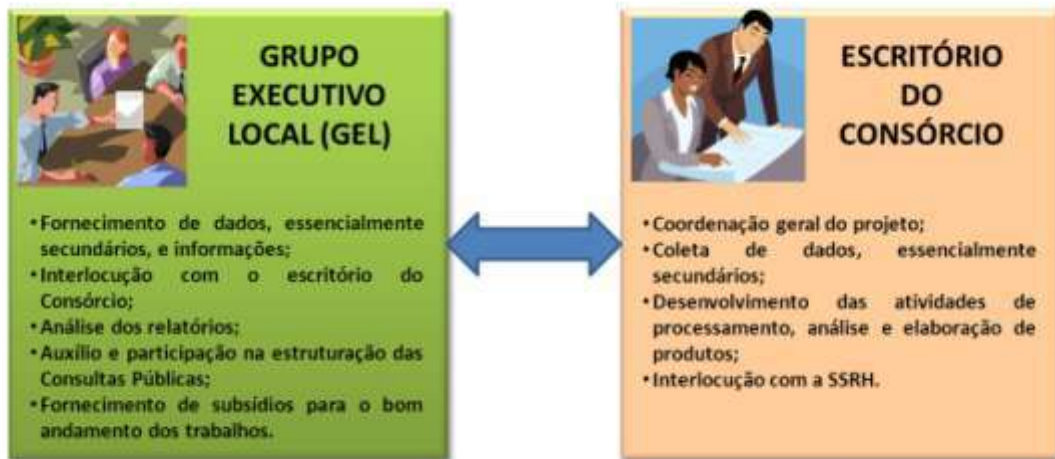 GRUPO
EXECUTIVO
LOCAL (GEL)
• Fornecimento de dados, essencialmente
secundários, e informações;
• Interlocução com o escritório do
Consórcio;
• Análise dos relatórios;
• Auxílio e participação na estruturação das
Consultas Públicas;
• Fornecimento de subsídios para o bom
andamento dos trabalhos.
ESCRITÓRIO
DO
CONSÓRCIO
• Coordenação geral do projeto;
• Coleta de dados, essencialmente
secundários;
• Desenvolvimento das atividades de
processamento, análise e elaboração de
produtos;
• Interlocução com a SSRH.